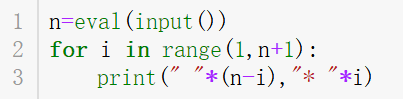 1 n=eval(input())
2 for i in range(1,n+1):
3     print(" "*(n-i),"* "*i)